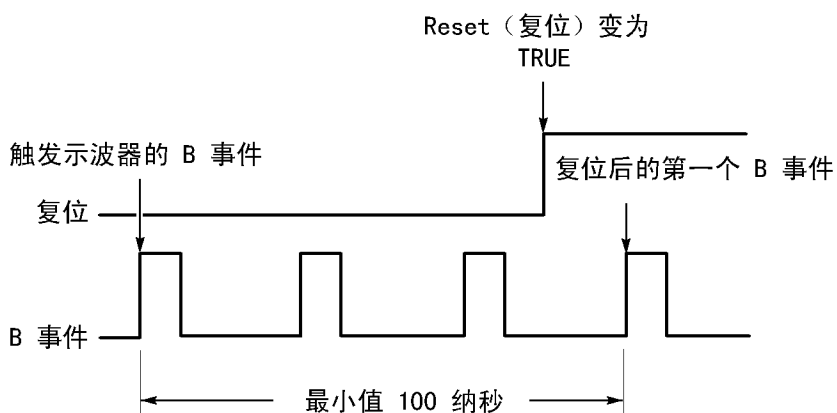 Reset（复位）变为
TRUE
触发示波器的 B 事件
复位后的第一个 B 事件
复位
B 事件
最小值 100 纳秒